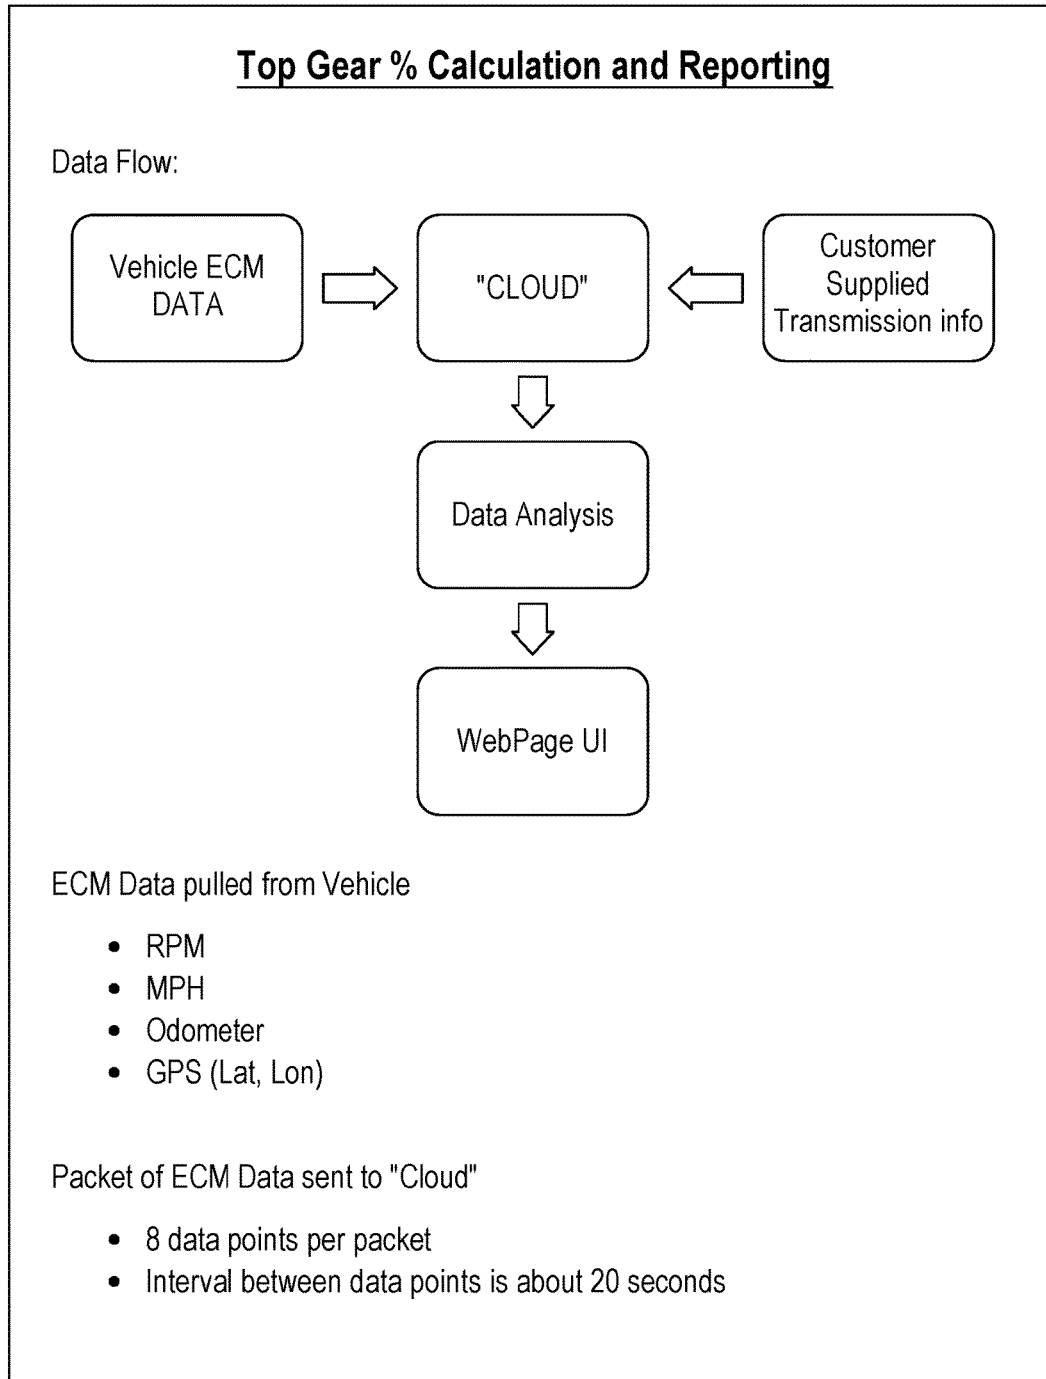 Top Gear % Calculation and Reporting
Data Flow:
Vehicle ECM
DATA
"CLOUD"
Customer
Supplied
Transmission info
Data Analysis
WebPage UI
ECM Data pulled from Vehicle
• RPM
• MPH
• Odometer
• GPS (Lat, Lon)
Packet of ECM Data sent to "Cloud"
• 8 data points per packet
• Interval between data points is about 20 seconds